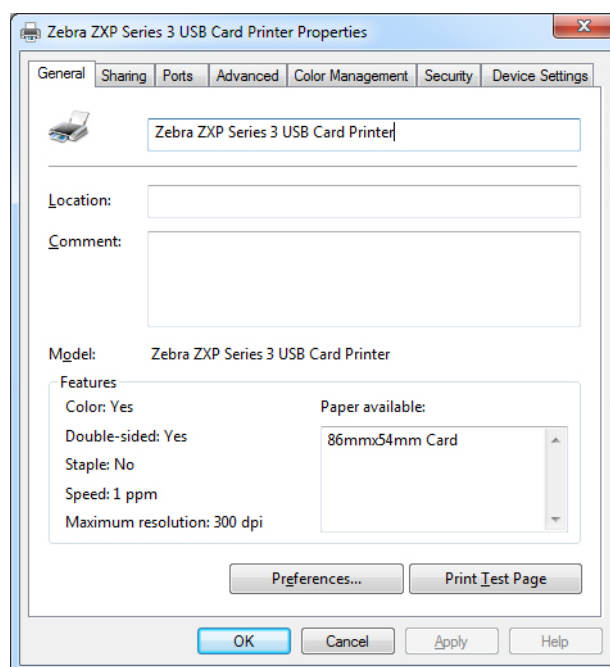 Zebra ZXP Series 3 USB Card Printer Properties
General Sharing Ports Advanced Color Management Security Device Settings
Zebra ZXP Series 3 USB Card Printer
Location:
Comment:
Model: Zebra ZXP Series 3 USB Card Printer
Features
Color: Yes Paper available:
Double-sided: Yes 86mmx54mm Card
Staple: No
Speed: 1 ppm
Maximum resolution: 300 dpi
Preferences... Print Test Page
OK Cancel Apply Help